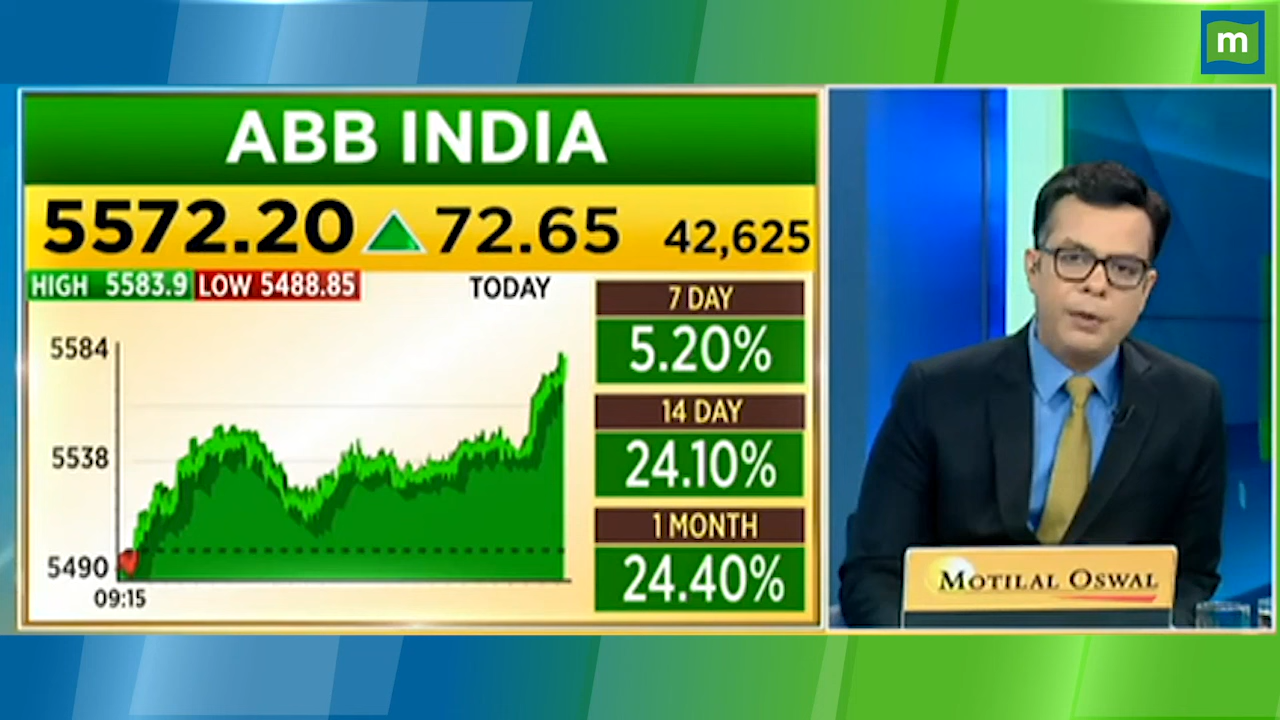 m
ABB INDIA
5572.20 72.65 42,625
HIGH 5583.9 LOW 5488.85 TODAY
5584
5538
5490
09:15
7 DAY
5.20%
14 DAY
24.10%
1 MONTH
24.40%
MOTILAL OSWAL